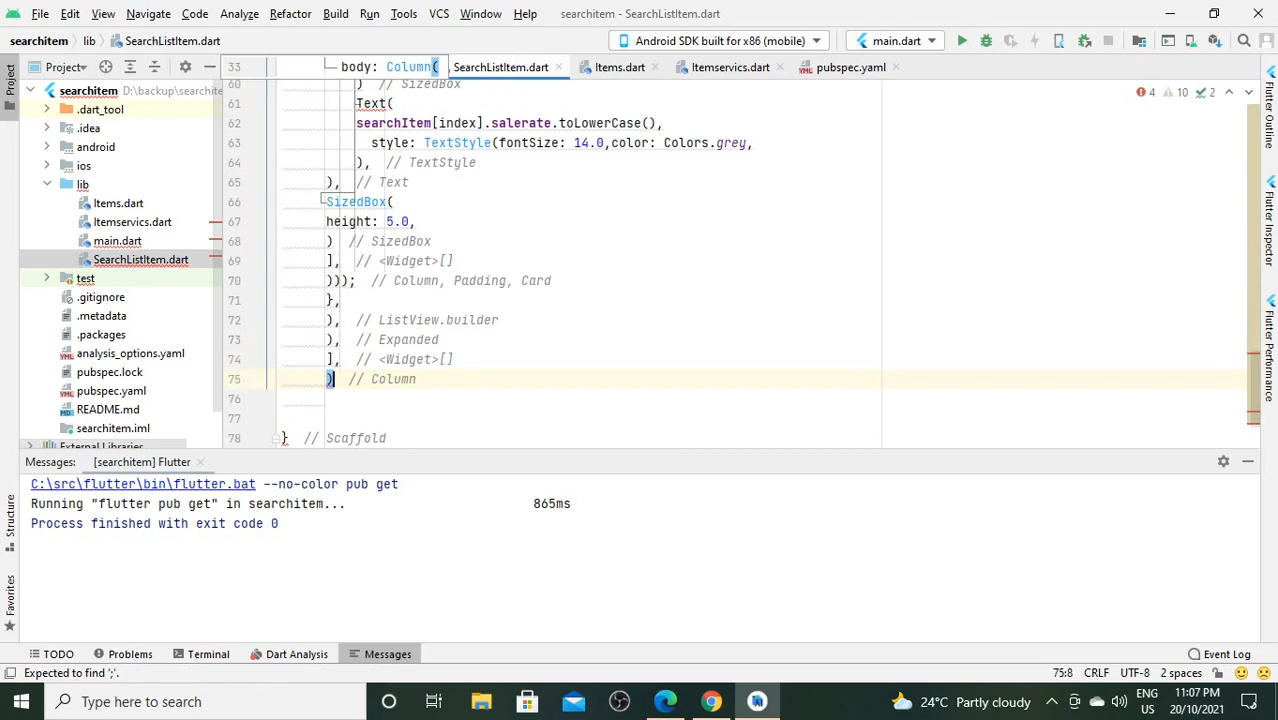 File Edit View Navigate Code Analyze Refactor Build Run Tools VCS Window Help searchitem - SearchListItem.dart
searchitem lib SearchListItem.dart Android SDK built for x86 (mobile) main.dart
Project 33 body: Column( SearchListItem.dart Items.dart Itemservics.dart pubspec.yaml
searchitem D:\backup\searchite
.dart_tool
.idea
android
ios
lib
Items.dart
Itemservics.dart
main.dart
SearchListItem.dart
test
.gitignore
.metadata
.packages
analysis_options.yaml
pubspec.lock
pubspec.yaml
README.md
searchitem.iml
External Libraries
4 10 2
60 ) // SizedBox
61 Text(
62 searchItem[index].salerate.toLowerCase(),
63 style: TextStyle(fontSize: 14.0,color: Colors.grey,
64 ), // TextStyle
65 ), // Text
66 SizedBox(
67 height: 5.0,
68 ) // SizedBox
69 ], // <Widget>[]
70 ))); // Column, Padding, Card
71 },
72 ), // ListView.builder
73 ), // Expanded
74 ], // <Widget>[]
75 ) // Column
76
77
78 } // Scaffold
Project
Structure
Favorites
Flutter Outline
Flutter Inspector
Flutter Performance
Messages: [searchitem] Flutter
C:\src\flutter\bin\flutter.bat --no-color pub get
Running "flutter pub get" in searchitem... 865ms
Process finished with exit code 0
TODO Problems Terminal Dart Analysis Messages Event Log
Expected to find ';'. 75:8 CRLF UTF-8 2 spaces
Type here to search 24°C Partly cloudy ENG 11:07 PM
US 20/10/2021